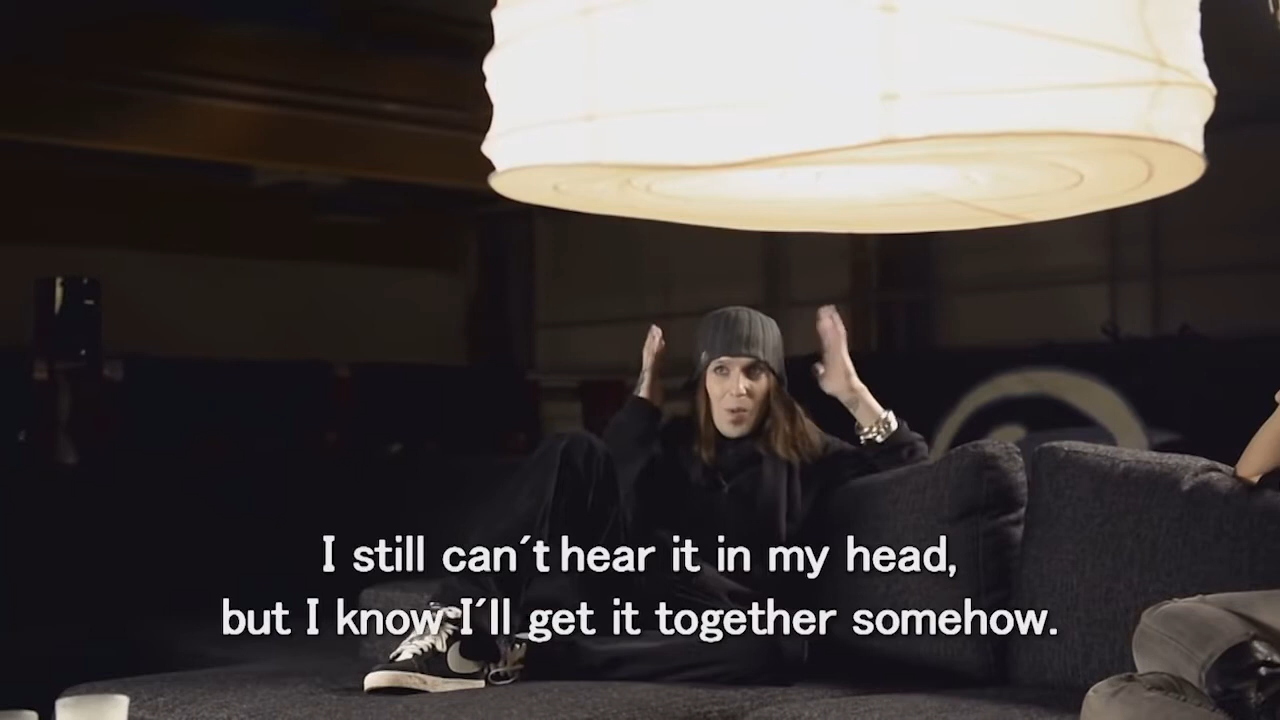 I still can´t hear it in my head,
but I know I´ll get it together somehow.